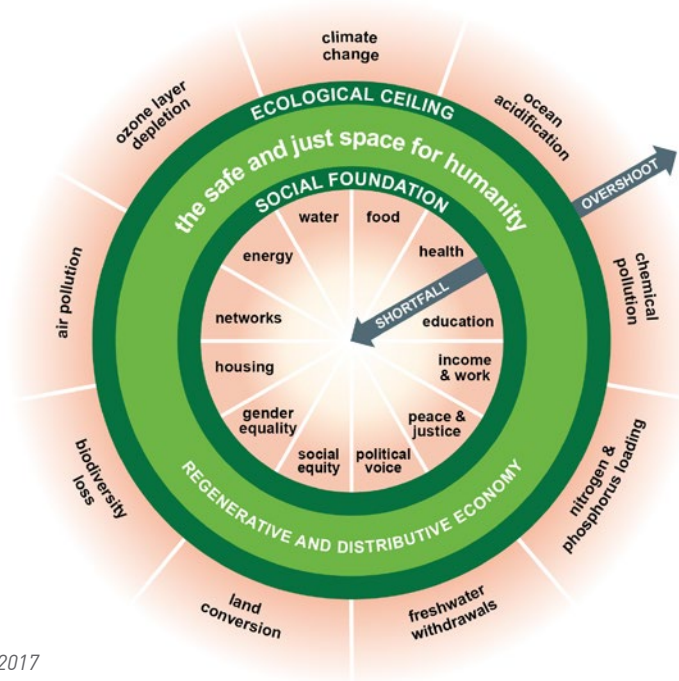 climate
change
ocean
acidification
chemical
pollution
nitrogen &
phosphorus loading
freshwater
withdrawals
land
conversion
biodiversity
loss
air pollution
ozone layer
depletion
ECOLOGICAL CEILING
the safe and just space for humanity
SOCIAL FOUNDATION
OVERSHOOT
SHORTFALL
water
food
health
education
income
& work
peace &
justice
political
voice
social
equity
gender
equality
housing
networks
energy
REGENERATIVE AND DISTRIBUTIVE ECONOMY
2017